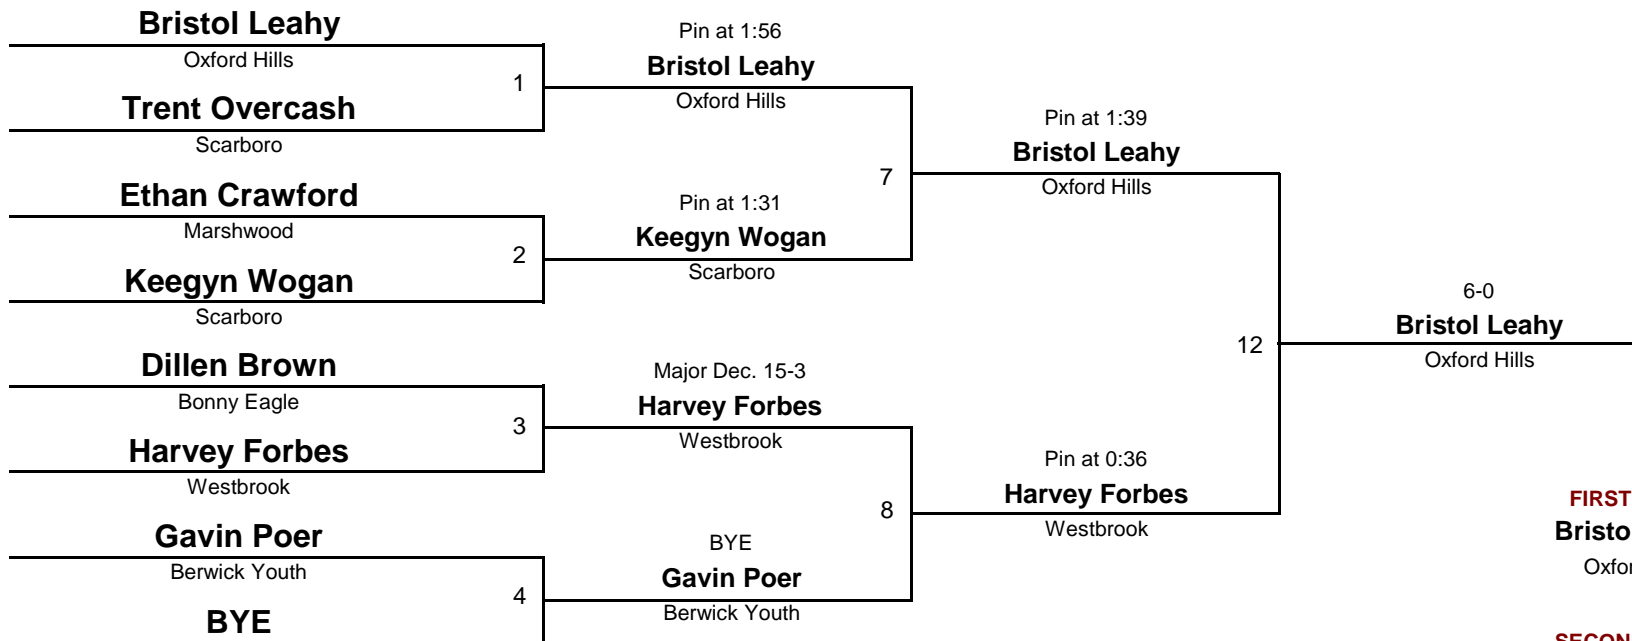 Bristol Leahy
Oxford Hills
1
Trent Overcash
Scarboro
Ethan Crawford
Marshwood
2
Keegyn Wogan
Scarboro
Dillen Brown
Bonny Eagle
3
Harvey Forbes
Westbrook
Gavin Poer
Berwick Youth
4
BYE
Pin at 1:56
Bristol Leahy
Oxford Hills
7
Pin at 1:31
Keegyn Wogan
Scarboro
Major Dec. 15-3
Harvey Forbes
Westbrook
8
BYE
Gavin Poer
Berwick Youth
Pin at 1:39
Bristol Leahy
Oxford Hills
12
Pin at 0:36
Harvey Forbes
Westbrook
6-0
Bristol Leahy
Oxford Hills
FIRST
Bristo
Oxfor
SECON